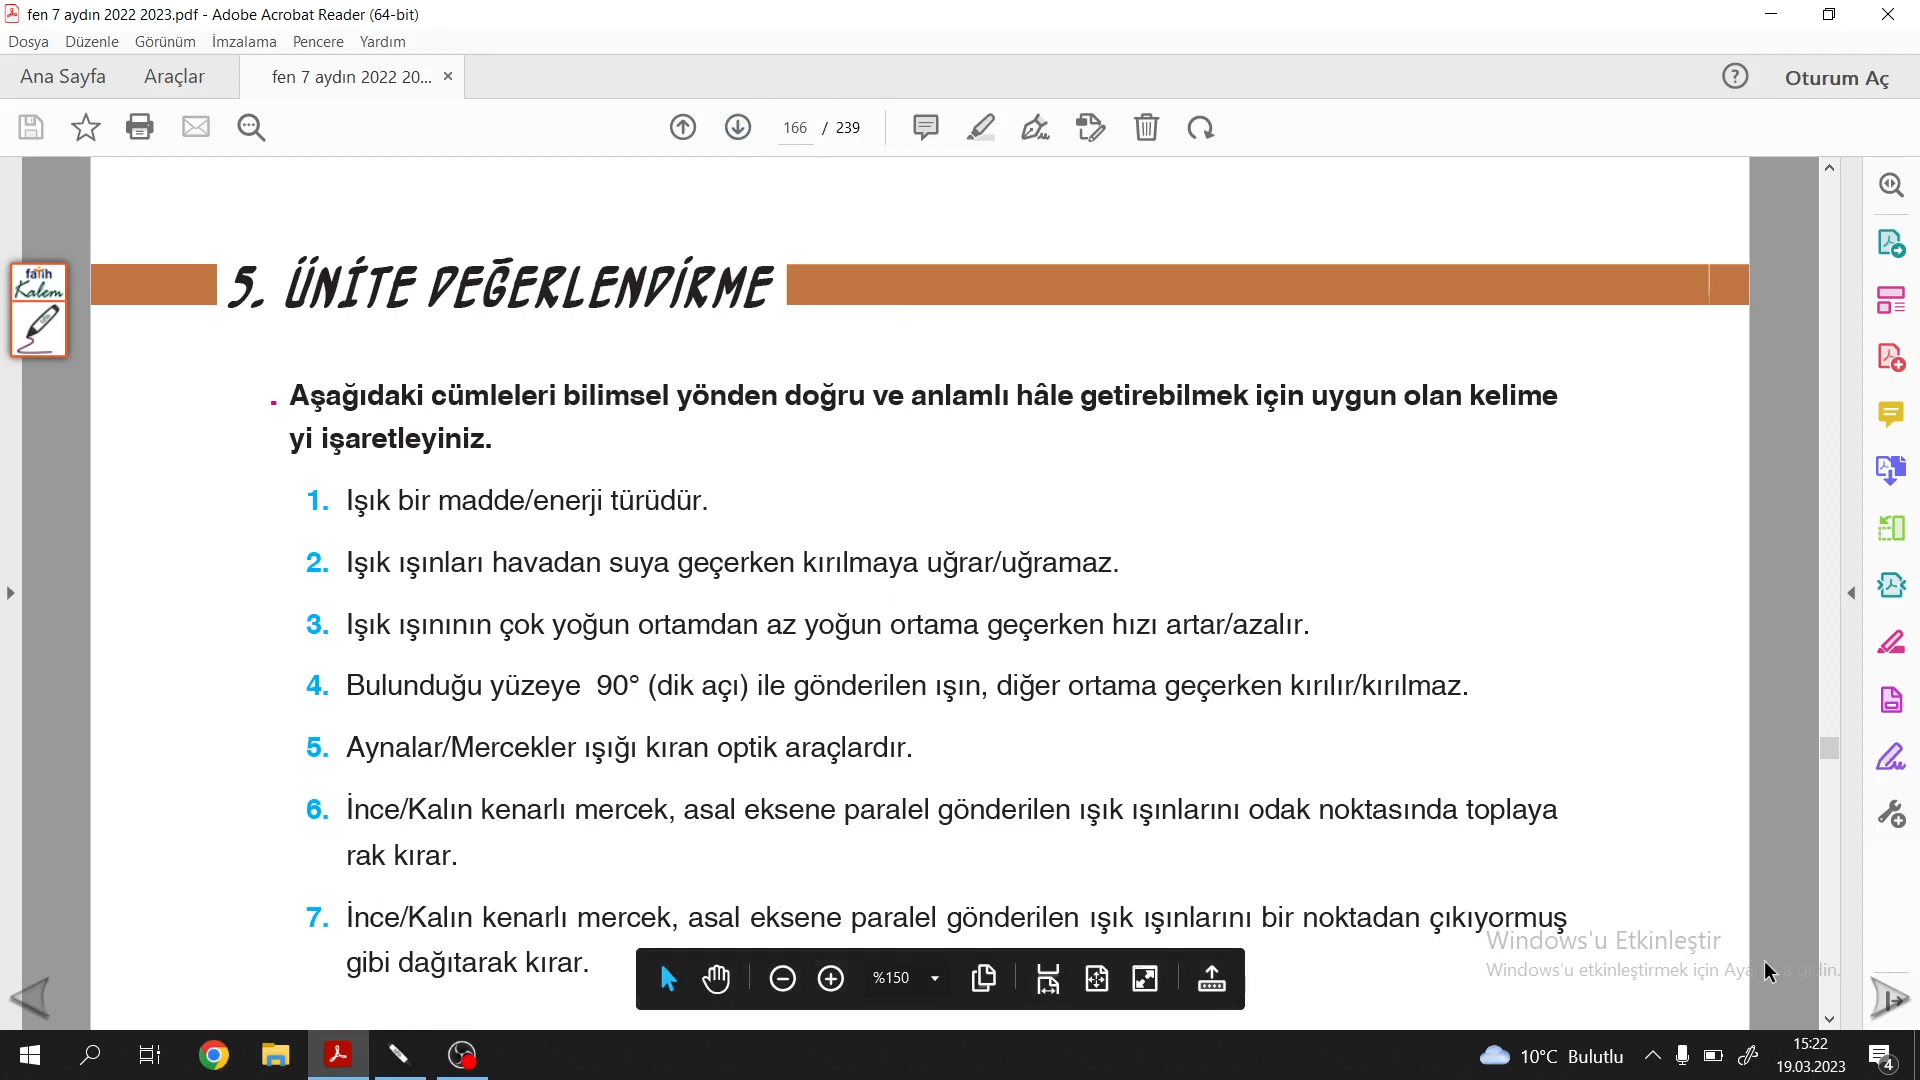 fen 7 aydın 2022 2023.pdf - Adobe Acrobat Reader (64-bit)
Dosya Düzenle Görünüm İmzalama Pencere Yardım
Ana Sayfa Araçlar fen 7 aydın 2022 20... × Oturum Aç
166 / 239
5. ÜNİTE DEĞERLENDİRME
fatih
Kalem
. Aşağıdaki cümleleri bilimsel yönden doğru ve anlamlı hâle getirebilmek için uygun olan kelime
yi işaretleyiniz.
1. Işık bir madde/enerji türüdür.
2. Işık ışınları havadan suya geçerken kırılmaya uğrar/uğramaz.
3. Işık ışınının çok yoğun ortamdan az yoğun ortama geçerken hızı artar/azalır.
4. Bulunduğu yüzeye 90° (dik açı) ile gönderilen ışın, diğer ortama geçerken kırılır/kırılmaz.
5. Aynalar/Mercekler ışığı kıran optik araçlardır.
6. İnce/Kalın kenarlı mercek, asal eksene paralel gönderilen ışık ışınlarını odak noktasında toplaya
rak kırar.
7. İnce/Kalın kenarlı mercek, asal eksene paralel gönderilen ışık ışınlarını bir noktadan çıkıyormuş
gibi dağıtarak kırar.
Windows'u Etkinleştir
Windows'u etkinleştirmek için
%150
10°C Bulutlu
15:22
19.03.2023
4